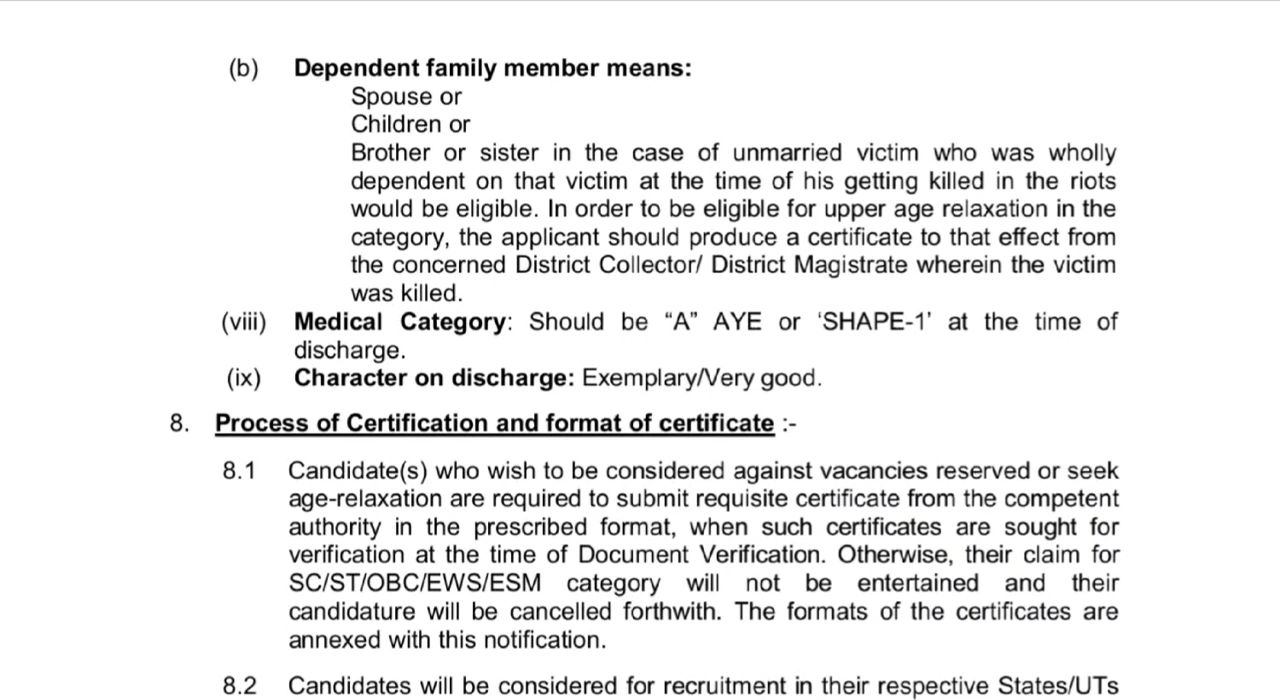 (b) Dependent family member means:
Spouse or
Children or
Brother or sister in the case of unmarried victim who was wholly
dependent on that victim at the time of his getting killed in the riots
would be eligible. In order to be eligible for upper age relaxation in the
category, the applicant should produce a certificate to that effect from
the concerned District Collector/ District Magistrate wherein the victim
was killed.
(viii) Medical Category: Should be “A” AYE or ‘SHAPE-1’ at the time of
discharge.
(ix) Character on discharge: Exemplary/Very good.
8. Process of Certification and format of certificate :-
8.1 Candidate(s) who wish to be considered against vacancies reserved or seek
age-relaxation are required to submit requisite certificate from the competent
authority in the prescribed format, when such certificates are sought for
verification at the time of Document Verification. Otherwise, their claim for
SC/ST/OBC/EWS/ESM category will not be entertained and their
candidature will be cancelled forthwith. The formats of the certificates are
annexed with this notification.
8.2 Candidates will be considered for recruitment in their respective States/UTs